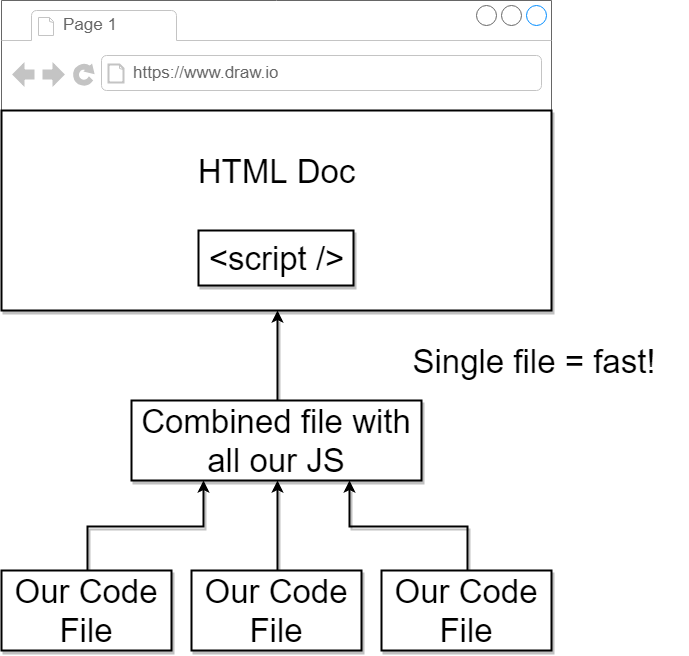 Page 1
https://www.draw.io
HTML Doc
<script />
Single file = fast!
Combined file with
all our JS
Our Code
File
Our Code
File
Our Code
File